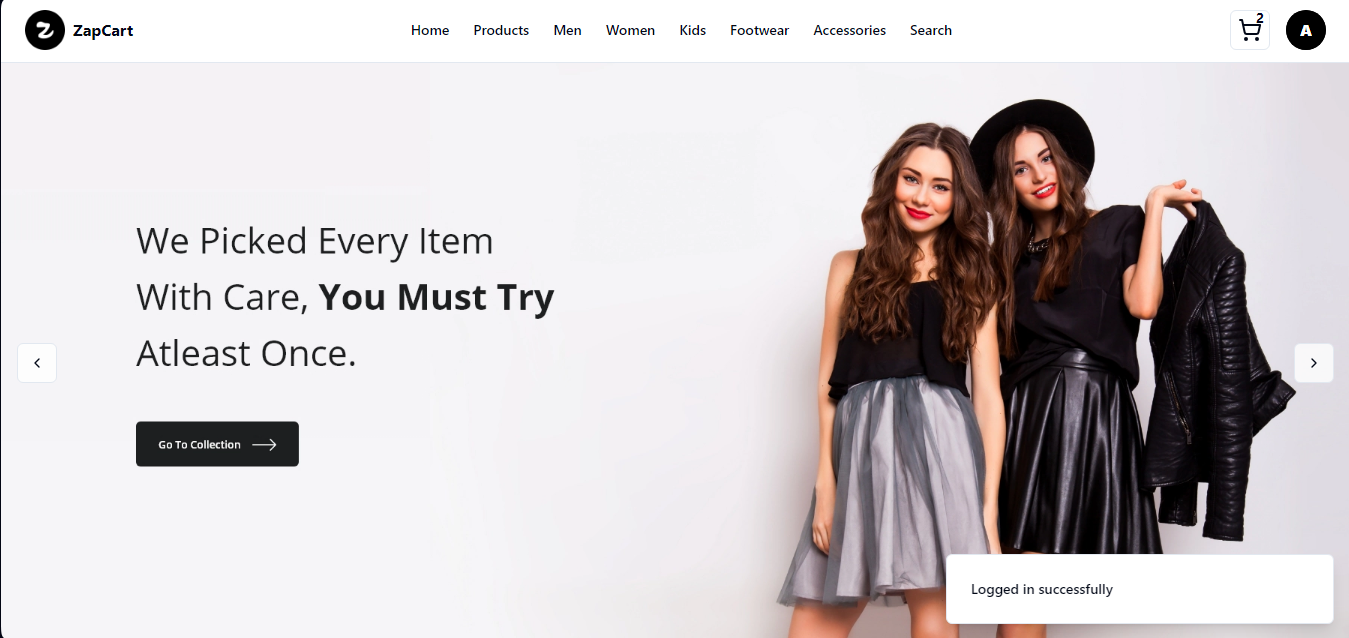 ZapCart
Home Products Men Women Kids Footwear Accessories Search
2
A
We Picked Every Item
With Care, You Must Try
Atleast Once.
Go To Collection
Logged in successfully